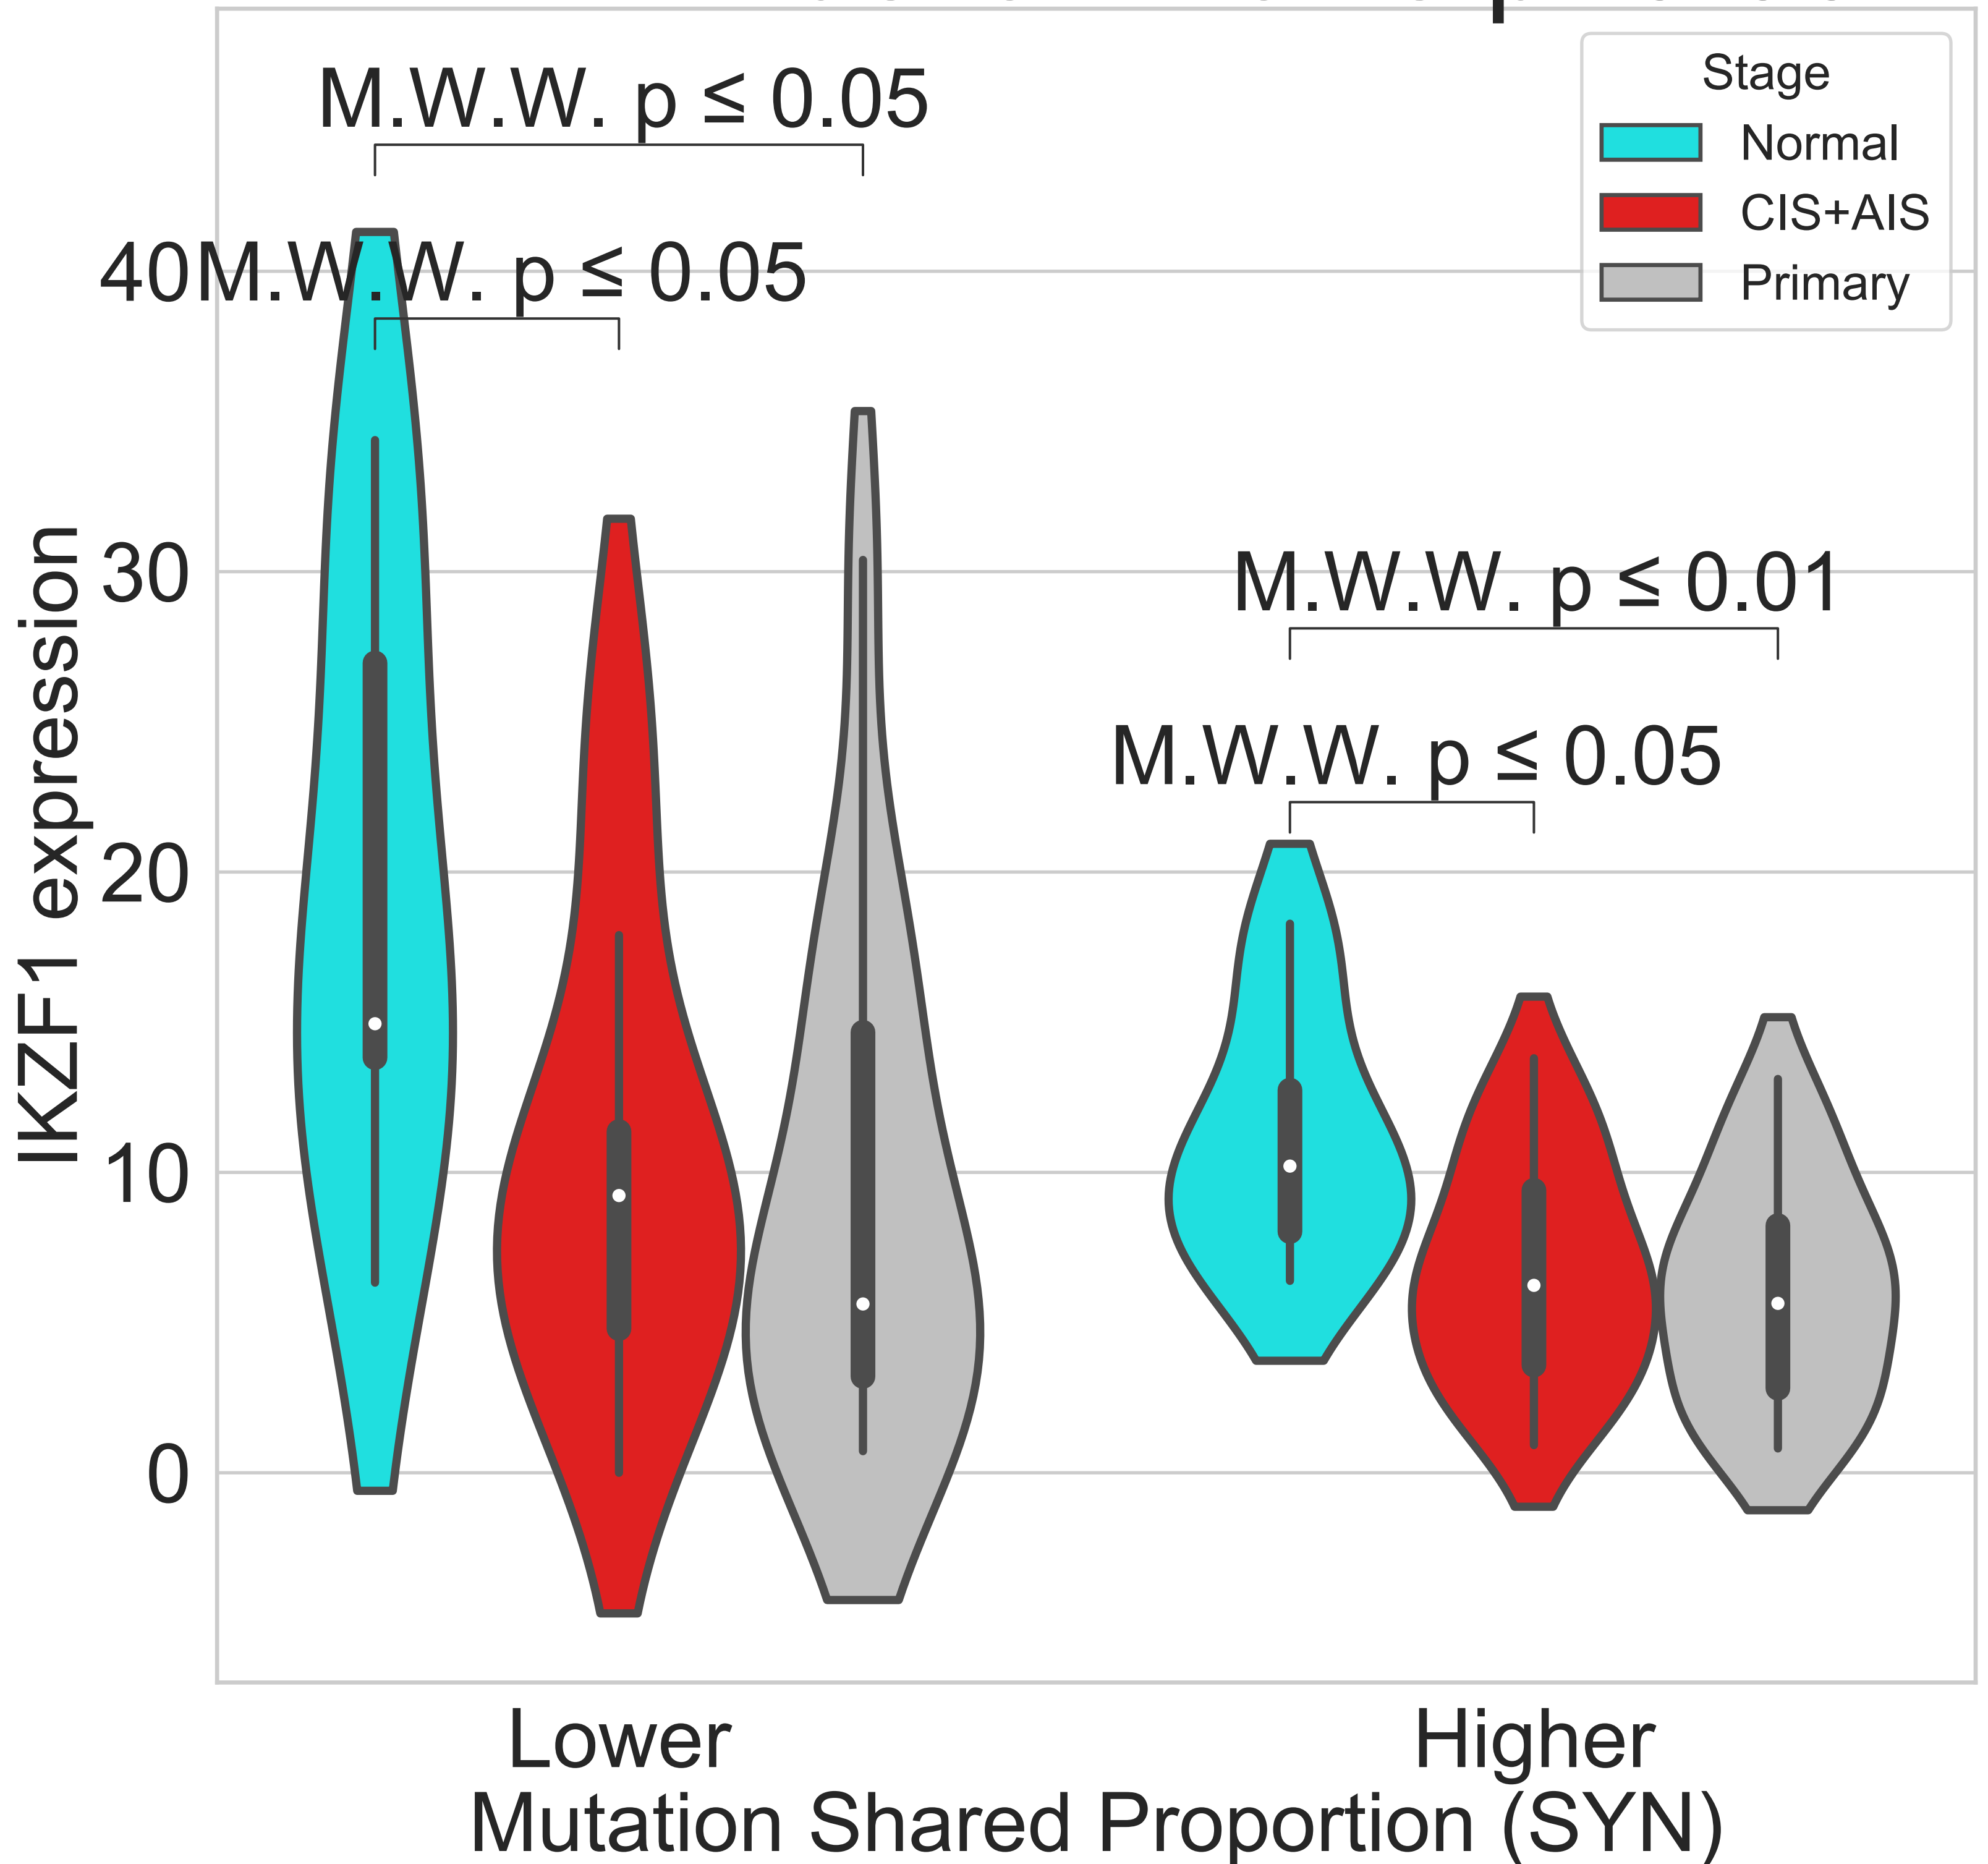 M.W.W. p ≤ 0.05
Stage
Normal
CIS+AIS
Primary
40
M.W.W. p ≤ 0.05
30
M.W.W. p ≤ 0.01
M.W.W. p ≤ 0.05
20
10
0
IKZF1 expression
Lower
Higher
Mutation Shared Proportion (SYN)